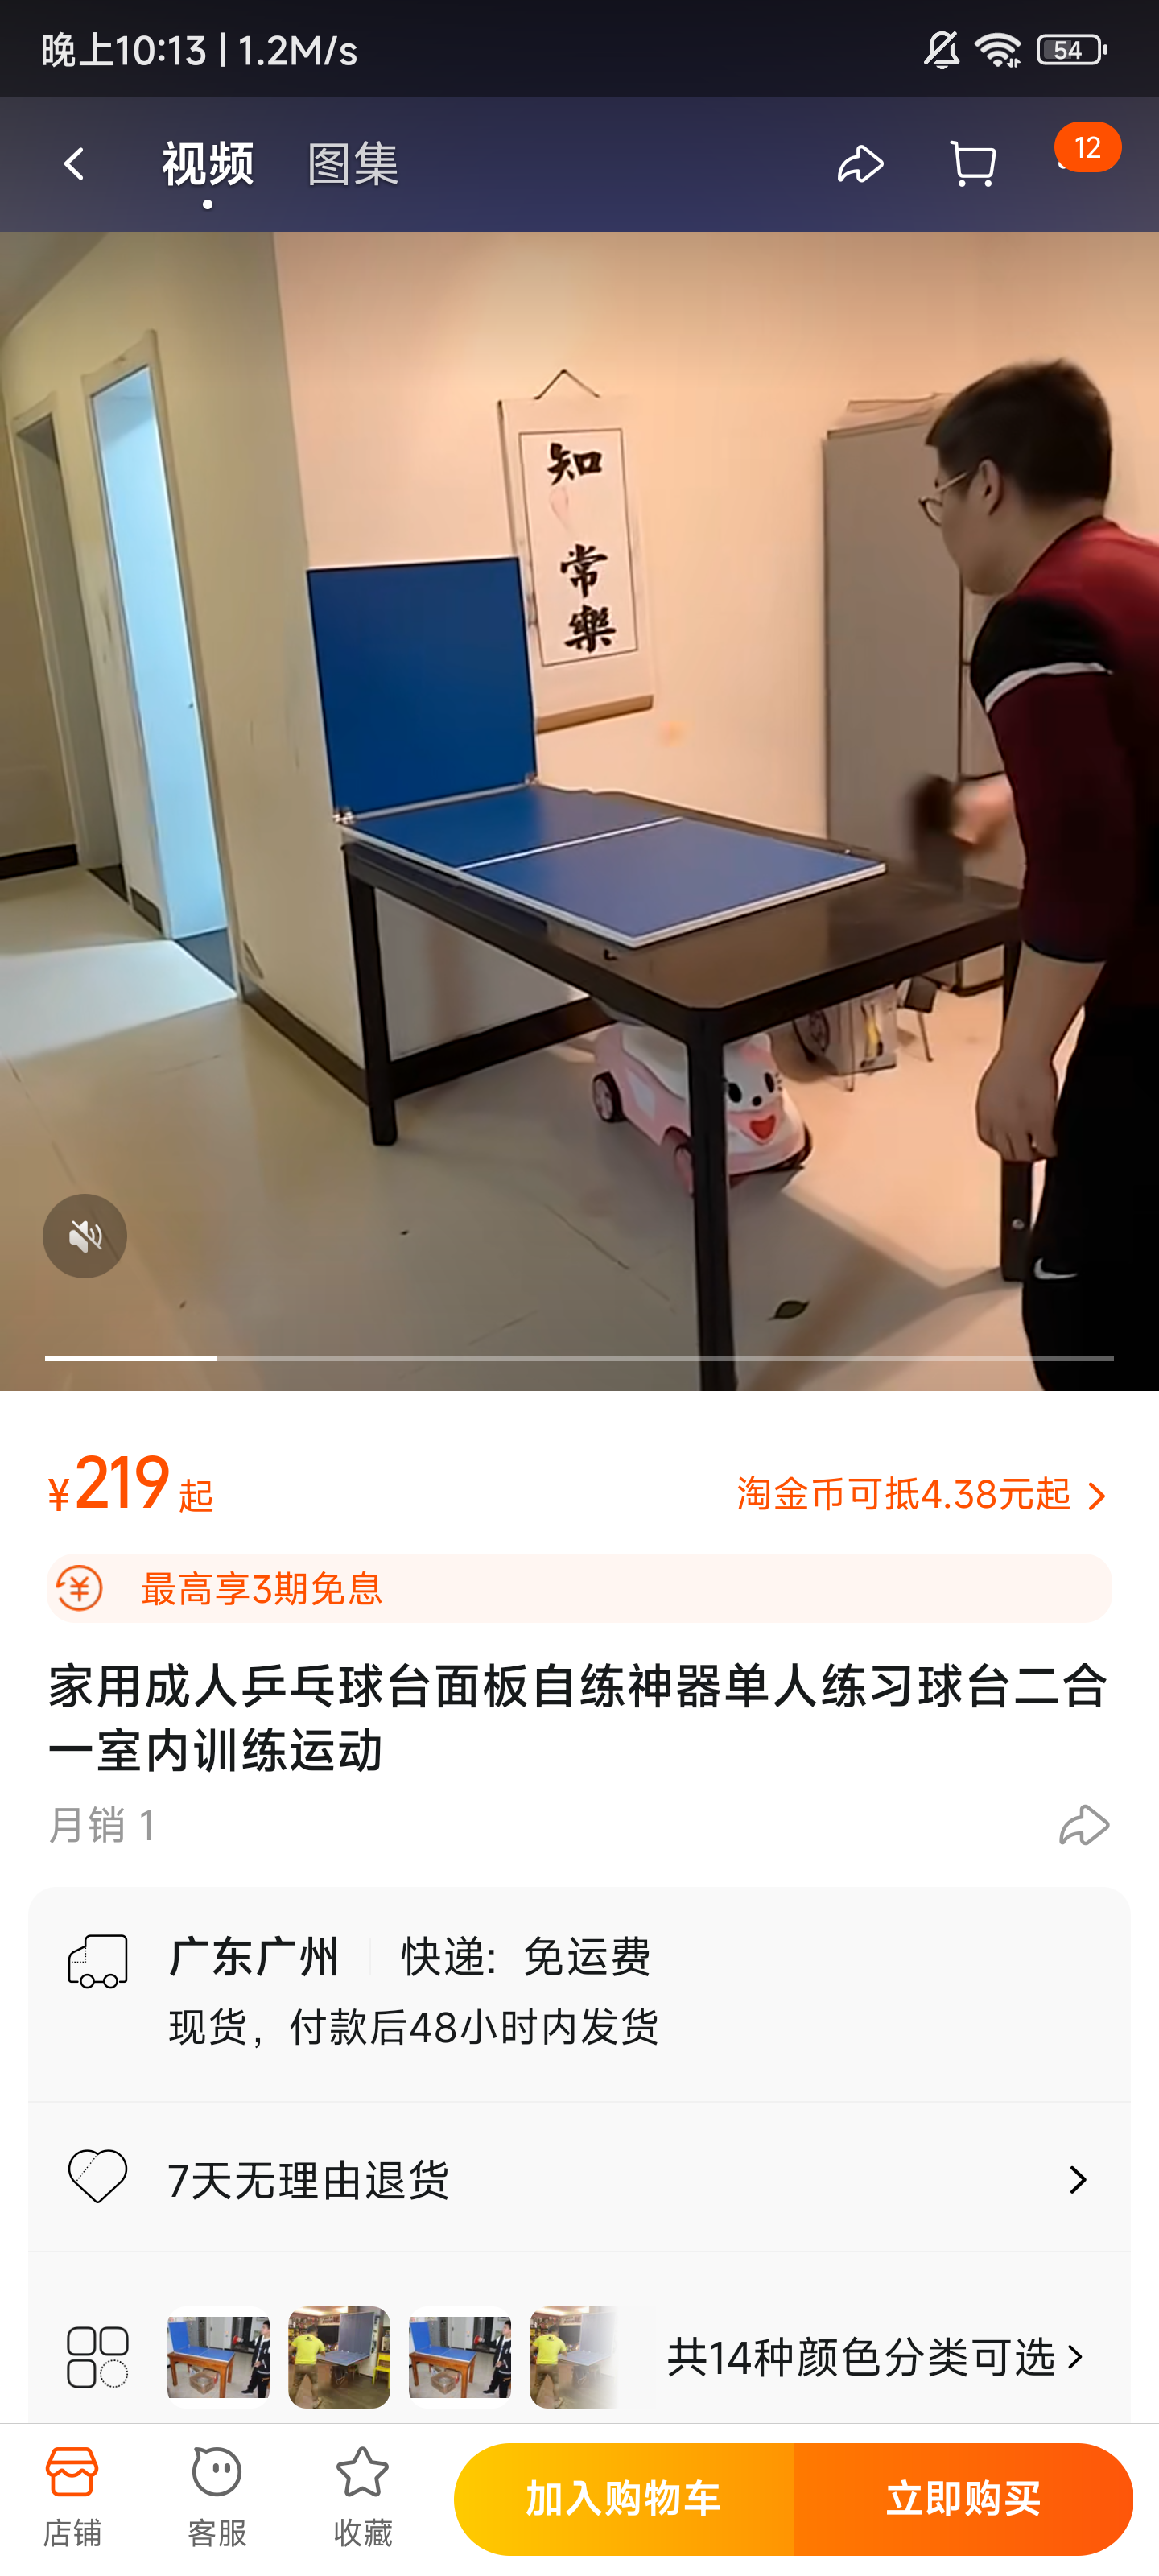 晚上10:13 | 1.2M/s
54
视频 图集
12
知
常
樂
¥219 起
淘金币可抵4.38元起
最高享3期免息
家用成人乒乓球台面板自练神器单人练习球台二合
一室内训练运动
月销 1
广东广州 快递: 免运费
现货，付款后48小时内发货
7天无理由退货
共14种颜色分类可选
店铺 客服 收藏 加入购物车 立即购买